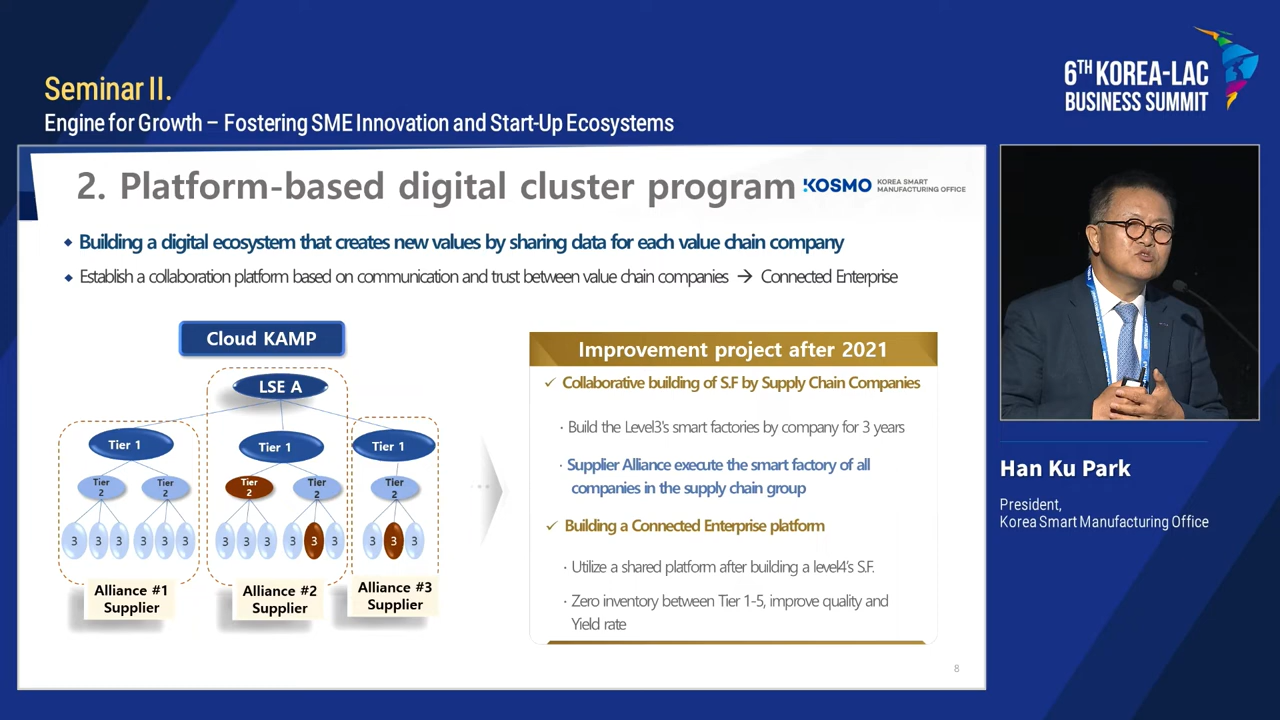 Seminar II.
Engine for Growth – Fostering SME Innovation and Start-Up Ecosystems
6TH KOREA-LAC
BUSINESS SUMMIT
2. Platform-based digital cluster program
KOSMO KOREA SMART
MANUFACTURING OFFICE
◆ Building a digital ecosystem that creates new values by sharing data for each value chain company
◆ Establish a collaboration platform based on communication and trust between value chain companies → Connected Enterprise
Cloud KAMP
LSE A
Tier 1
Tier 1
Tier 1
Tier
2
Tier
2
Tier
2
Tier
2
Tier
2
3 3 3 3 3 3
3 3 3 3 3 3
3 3 3
Alliance #1
Supplier
Alliance #2
Supplier
Alliance #3
Supplier
Improvement project after 2021
✓ Collaborative building of S.F by Supply Chain Companies
· Build the Level3's smart factories by company for 3 years
· Supplier Alliance execute the smart factory of all
companies in the supply chain group
✓ Building a Connected Enterprise platform
· Utilize a shared platform after building a level4's S.F.
· Zero inventory between Tier 1-5, improve quality and
Yield rate
8
Han Ku Park
President,
Korea Smart Manufacturing Office